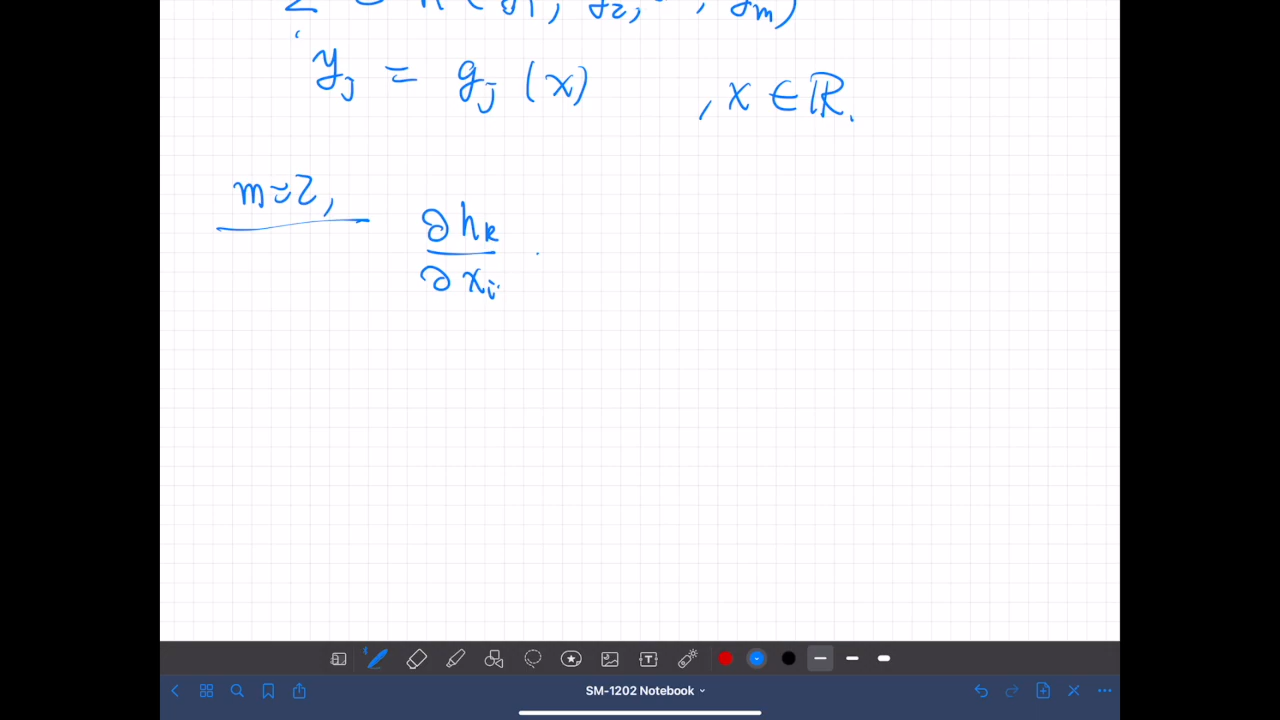 y_j = g_j (x) , x ∈ ℝ.
m=2,
∂h_k
∂x_i
SM-1202 Notebook